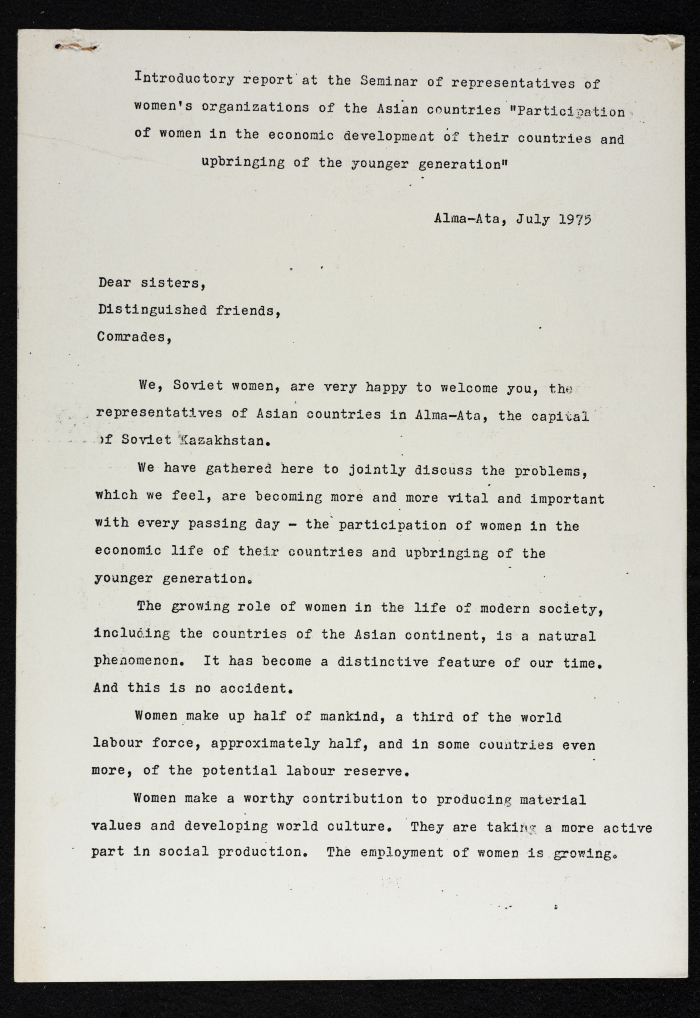 Introductory report at the Seminar of representatives of
women's organizations of the Asian countries "Participation
of women in the economic development of their countries and
upbringing of the younger generation"
Alma-Ata, July 1975
Dear sisters,
Distinguished friends,
Comrades,
We, Soviet women, are very happy to welcome you, the
representatives of Asian countries in Alma-Ata, the capital
of Soviet Kazakhstan.
We have gathered here to jointly discuss the problems,
which we feel, are becoming more and more vital and important
with every passing day - the participation of women in the
economic life of their countries and upbringing of the
younger generation.
The growing role of women in the life of modern society,
including the countries of the Asian continent, is a natural
phenomenon. It has become a distinctive feature of our time.
And this is no accident.
Women make up half of mankind, a third of the world
labour force, approximately half, and in some countries even
more, of the potential labour reserve.
Women make a worthy contribution to producing material
values and developing world culture. They are taking a more active
part in social production. The employment of women is growing.